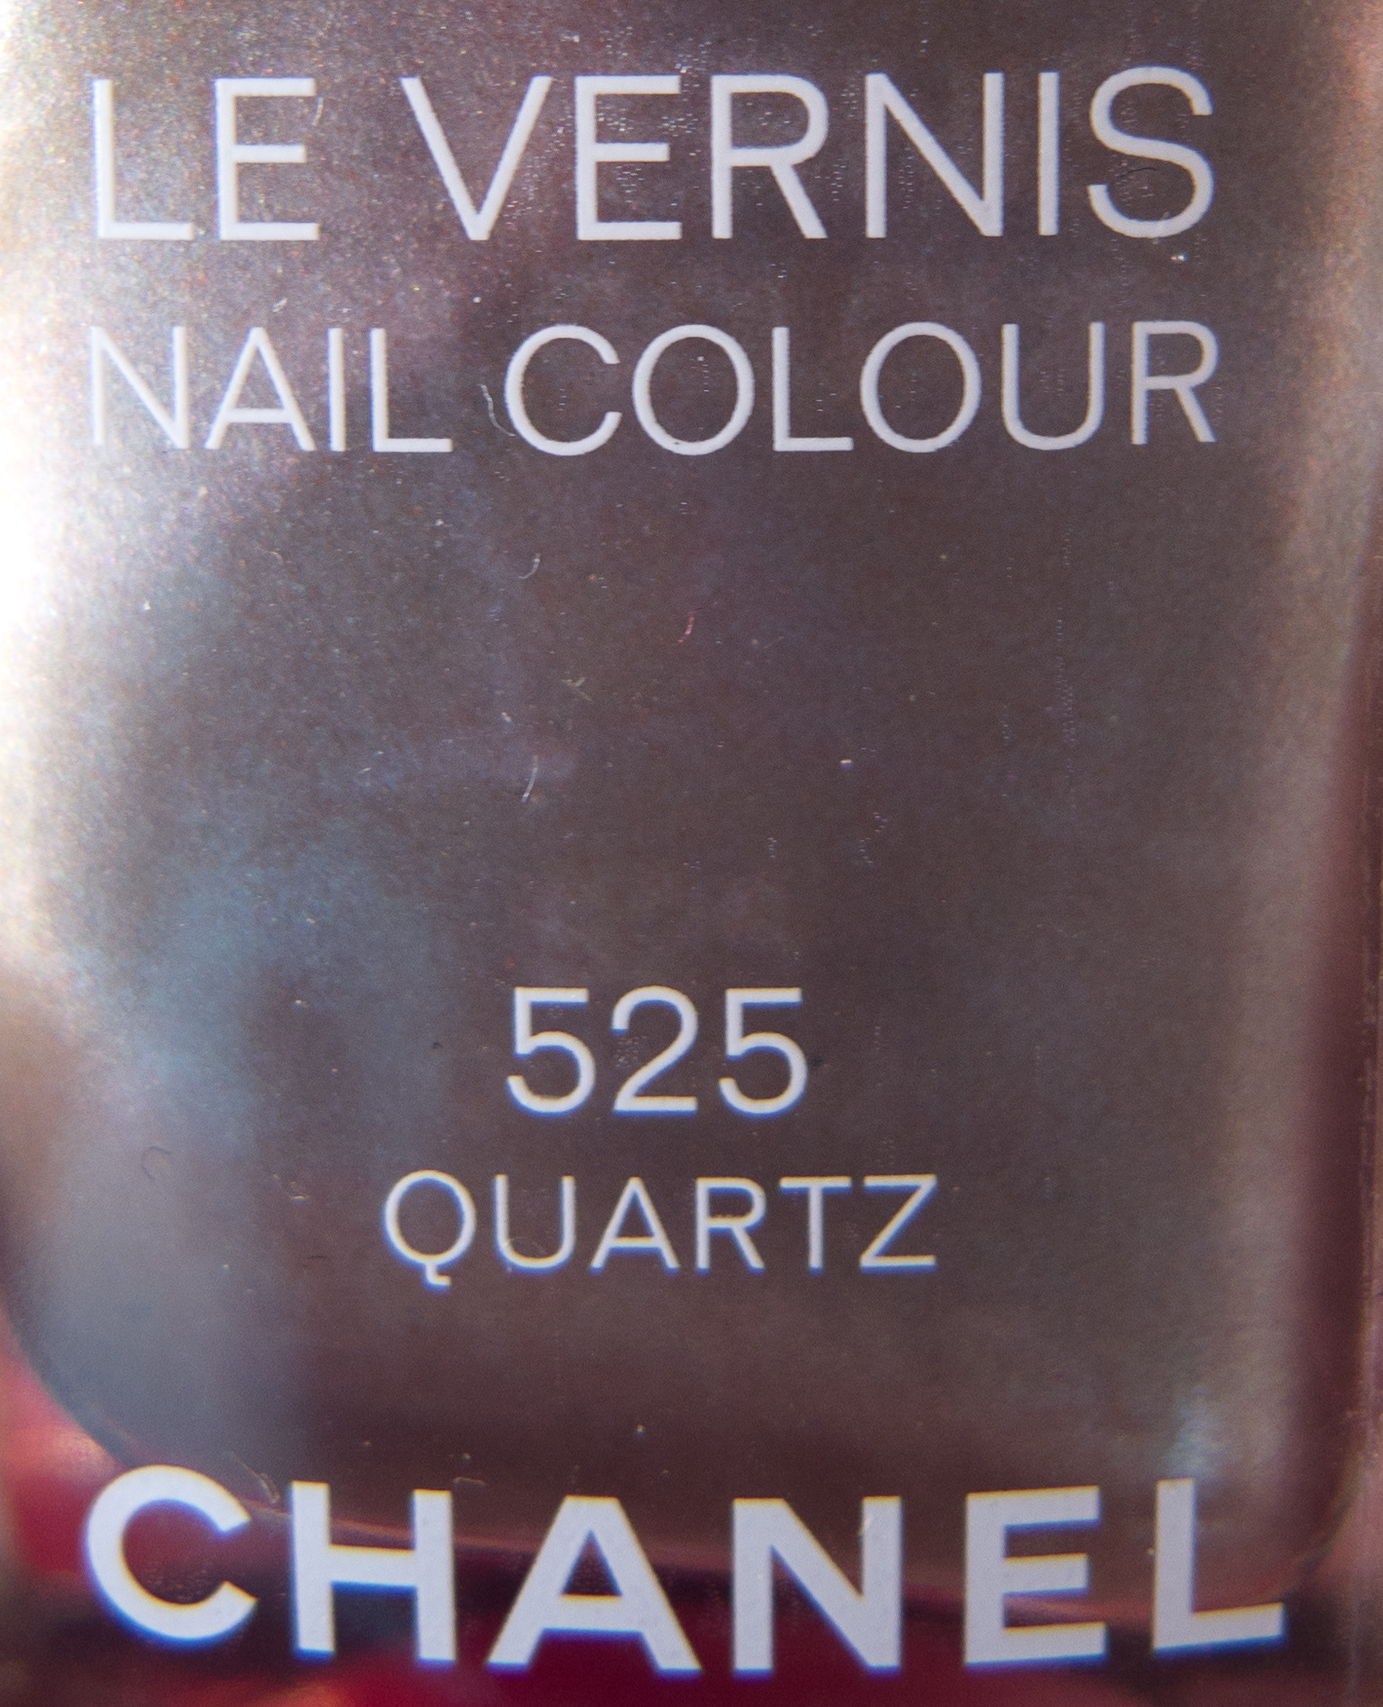 LE VERNIS
NAIL COLOUR
525
QUARTZ
CHANEL